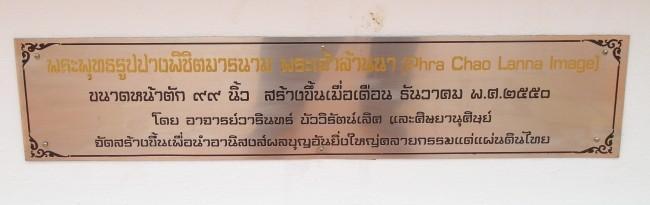 พระพุทธรูปปางพิชิตมารนาม พระเจ้าล้านนา (Phra Chao Lanna Image)
ขนาดหน้าตัก ๙๙ นิ้ว สร้างขึ้นเมื่อเดือน ธันวาคม พ.ศ.๒๕๕๐
โดย อาจารย์วารินทร์ บัววิรัตน์เลิศ และศิษยานุศิษย์
จัดสร้างขึ้นเพื่อนำอานิสงส์ผลบุญอันยิ่งใหญ่สลายกรรมแด่แผ่นดินไทย